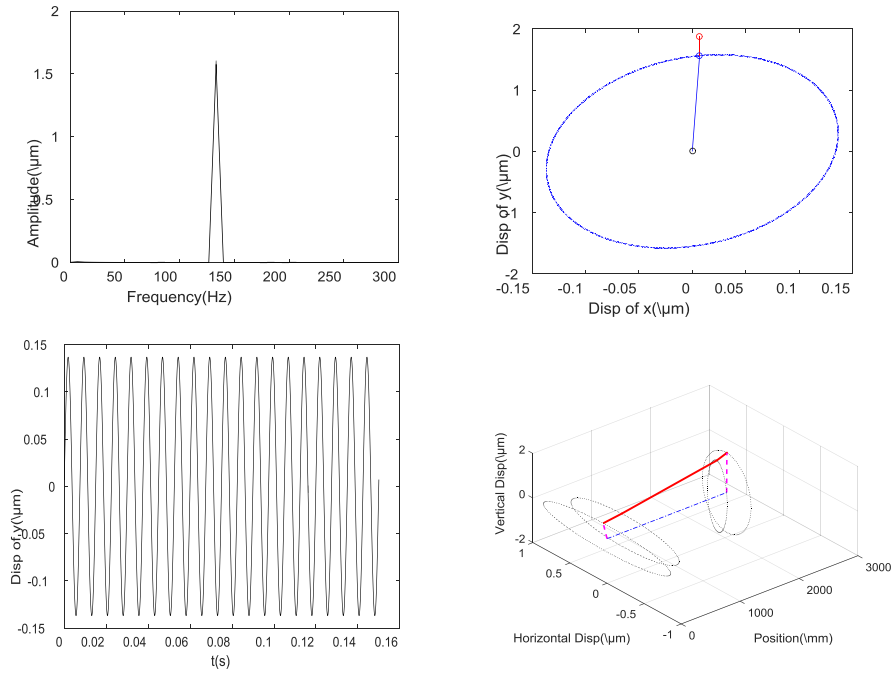 2
1.5
1
0.5
0
Amplitude(\μm)
0 50 100 150 200 250 300
Frequency(Hz)
2
1
0
-1
-2
Disp of y(\μm)
-0.15 -0.1 -0.05 0 0.05 0.1 0.15
Disp of x(\μm)
0.15
0.1
0.05
0
-0.05
-0.1
-0.15
Disp of y(\μm)
0 0.02 0.04 0.06 0.08 0.1 0.12 0.14 0.16
t(s)
2
0
-2
Vertical Disp(\μm)
1
0.5
0
-0.5
-1
Horizontal Disp(\μm)
0
1000
2000
3000
Position(\mm)